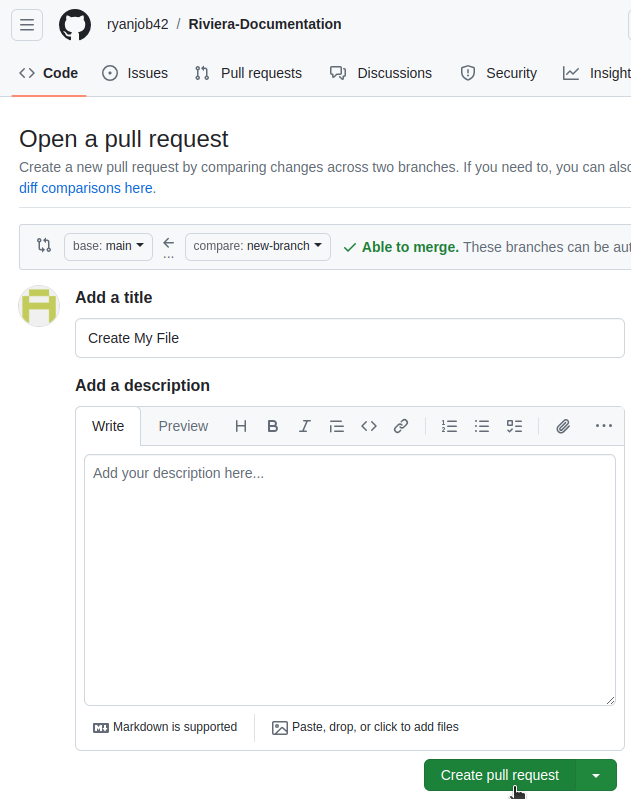 ryanjob42 / Riviera-Documentation
Code Issues Pull requests Discussions Security Insight
Open a pull request
Create a new pull request by comparing changes across two branches. If you need to, you can also
diff comparisons here.
base: main ... compare: new-branch Able to merge. These branches can be
Add a title
Create My File
Add a description
Write Preview
Add your description here...
Markdown is supported Paste, drop, or click to add files
Create pull request